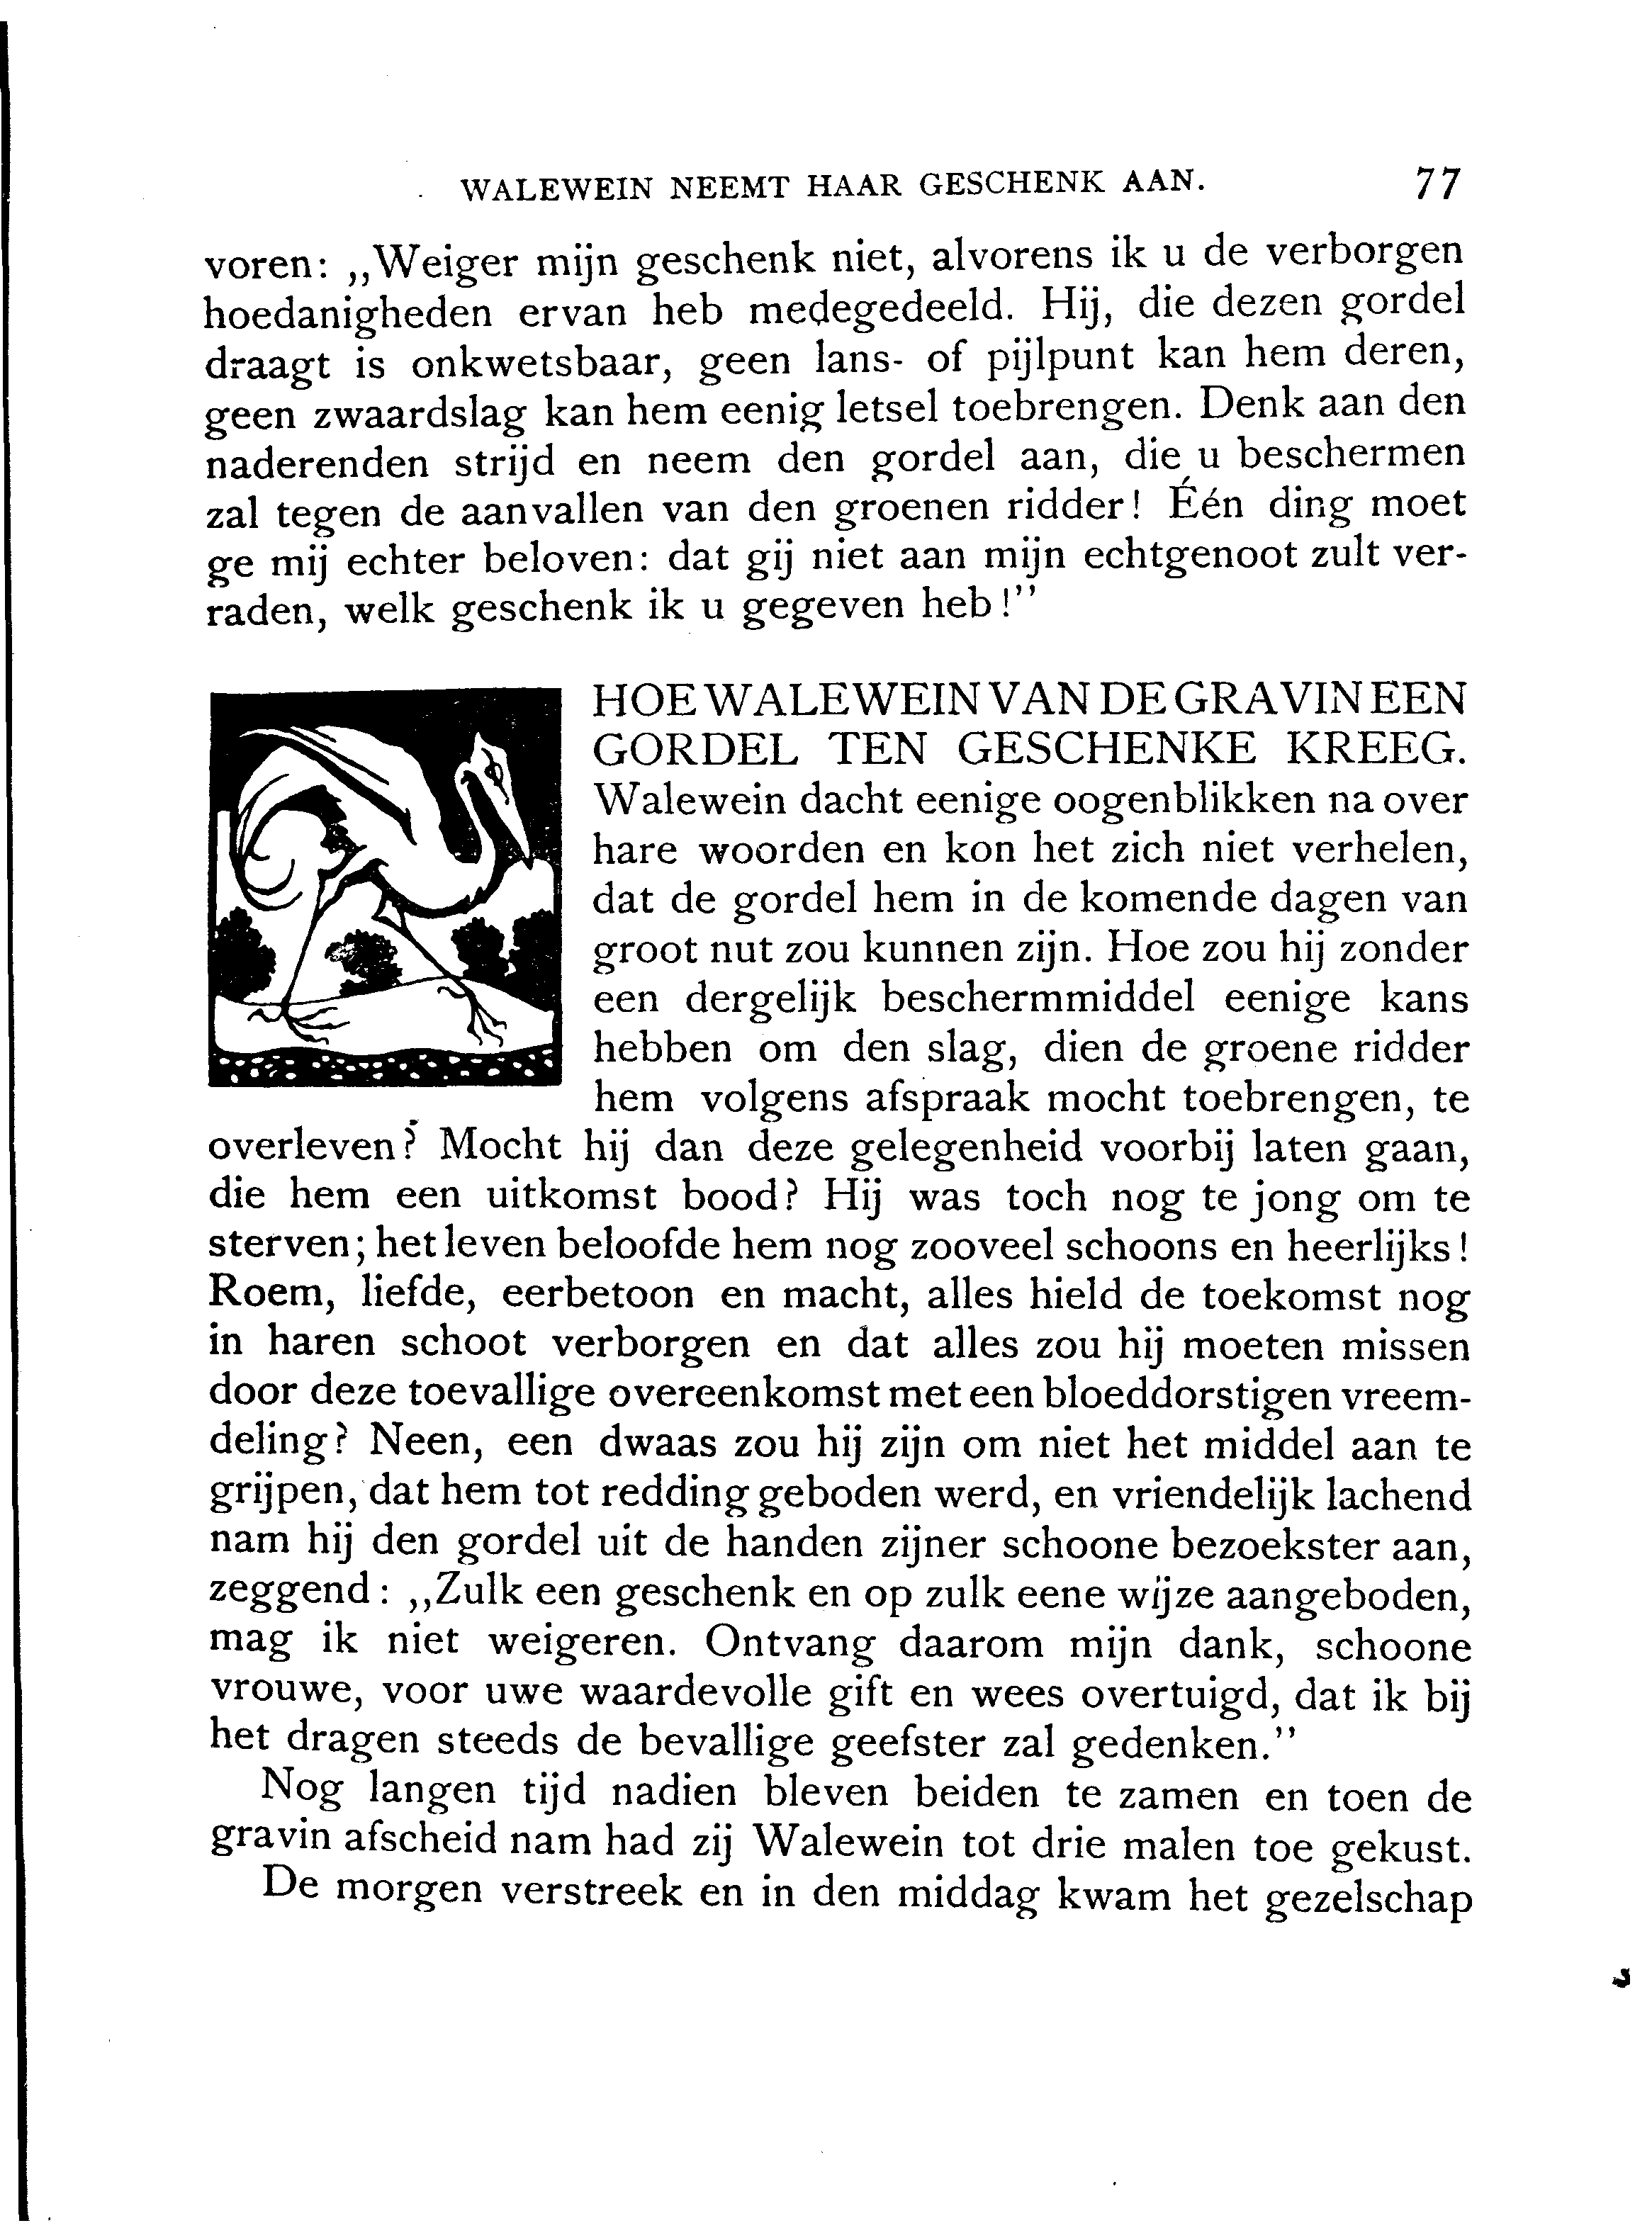 WALEWEIN NEEMT HAAR GESCHENK AAN. 77
voren: „Weiger mijn geschenk niet, alvorens ik u de verborgen
hoedanigheden ervan heb medegedeeld. Hij, die dezen gordel
draagt is onkwetsbaar, geen lans- of pijlpunt kan hem deren,
geen zwaardslag kan hem eenig letsel toebrengen. Denk aan den
naderenden strijd en neem den gordel aan, die u beschermen
zal tegen de aanvallen van den groenen ridder! Één ding moet
ge mij echter beloven: dat gij niet aan mijn echtgenoot zult ver-
raden, welk geschenk ik u gegeven heb!”
HOE WALEWEIN VAN DE GRAVIN EEN
GORDEL TEN GESCHENKE KREEG.
Walewein dacht eenige oogenblikken na over
hare woorden en kon het zich niet verhelen,
dat de gordel hem in de komende dagen van
groot nut zou kunnen zijn. Hoe zou hij zonder
een dergelijk beschermmiddel eenige kans
hebben om den slag, dien de groene ridder
hem volgens afspraak mocht toebrengen, te
overleven? Mocht hij dan deze gelegenheid voorbij laten gaan,
die hem een uitkomst bood? Hij was toch nog te jong om te
sterven; het leven beloofde hem nog zooveel schoons en heerlijks!
Roem, liefde, eerbetoon en macht, alles hield de toekomst nog
in haren schoot verborgen en dat alles zou hij moeten missen
door deze toevallige overeenkomst met een bloeddorstigen vreem-
deling? Neen, een dwaas zou hij zijn om niet het middel aan te
grijpen, dat hem tot redding geboden werd, en vriendelijk lachend
nam hij den gordel uit de handen zijner schoone bezoekster aan,
zeggend: „Zulk een geschenk en op zulk eene wijze aangeboden,
mag ik niet weigeren. Ontvang daarom mijn dank, schoone
vrouwe, voor uwe waardevolle gift en wees overtuigd, dat ik bij
het dragen steeds de bevallige geefster zal gedenken.”
Nog langen tijd nadien bleven beiden te zamen en toen de
gravin afscheid nam had zij Walewein tot drie malen toe gekust.
De morgen verstreek en in den middag kwam het gezelschap